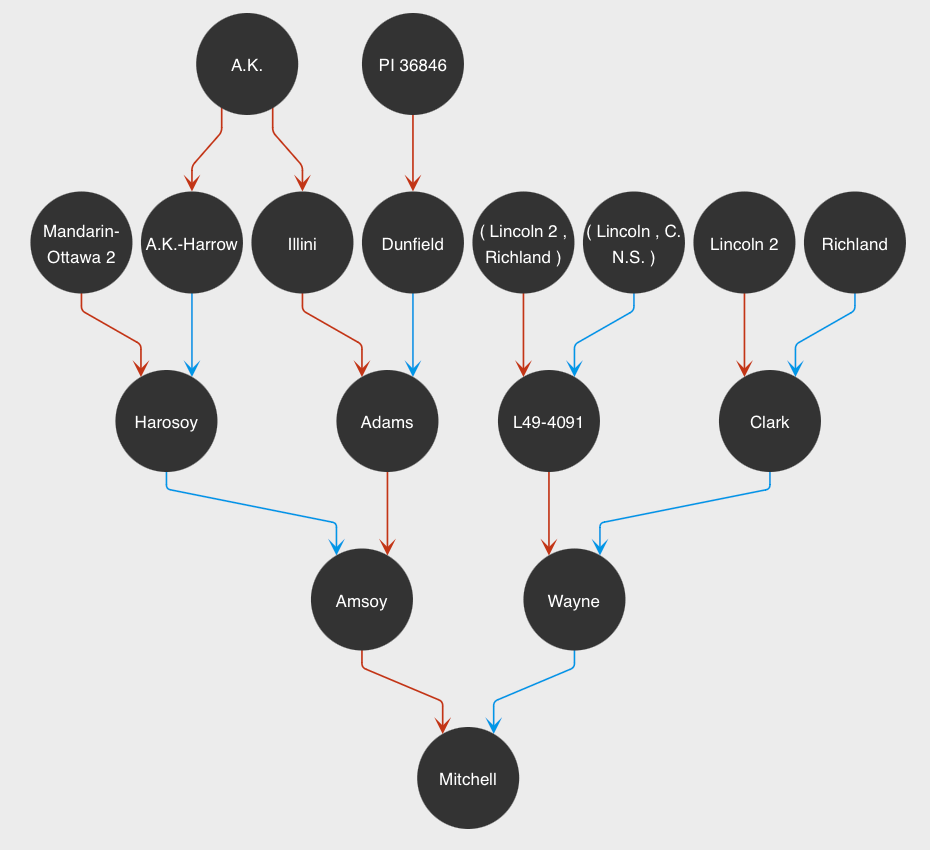 A.K.
PI 36846
Mandarin-
Ottawa 2
A.K.-Harrow
Illini
Dunfield
( Lincoln 2 ,
Richland )
( Lincoln , C.
N.S. )
Lincoln 2
Richland
Harosoy
Adams
L49-4091
Clark
Amsoy
Wayne
Mitchell